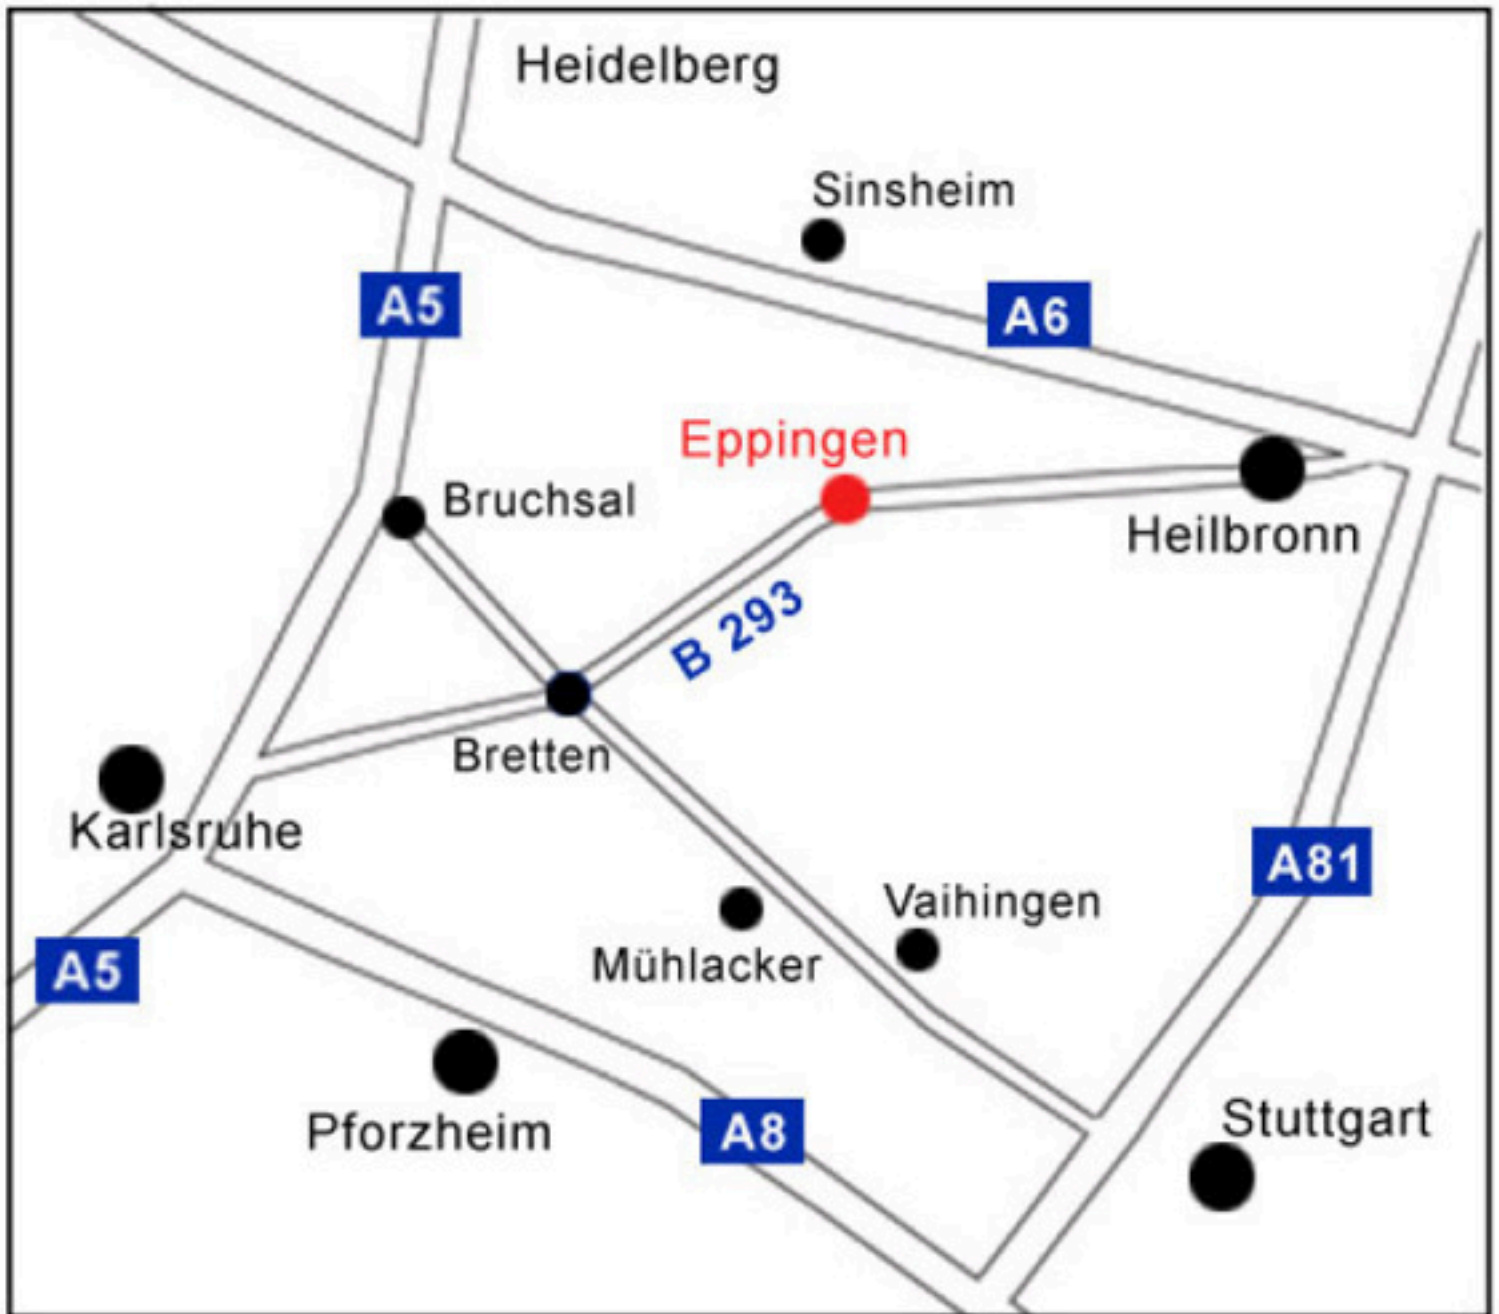 Heidelberg
Sinsheim
A5
A6
Eppingen
Bruchsal
Heilbronn
B 293
Bretten
Karlsruhe
A81
Vaihingen
Mühlacker
A5
Pforzheim
A8
Stuttgart